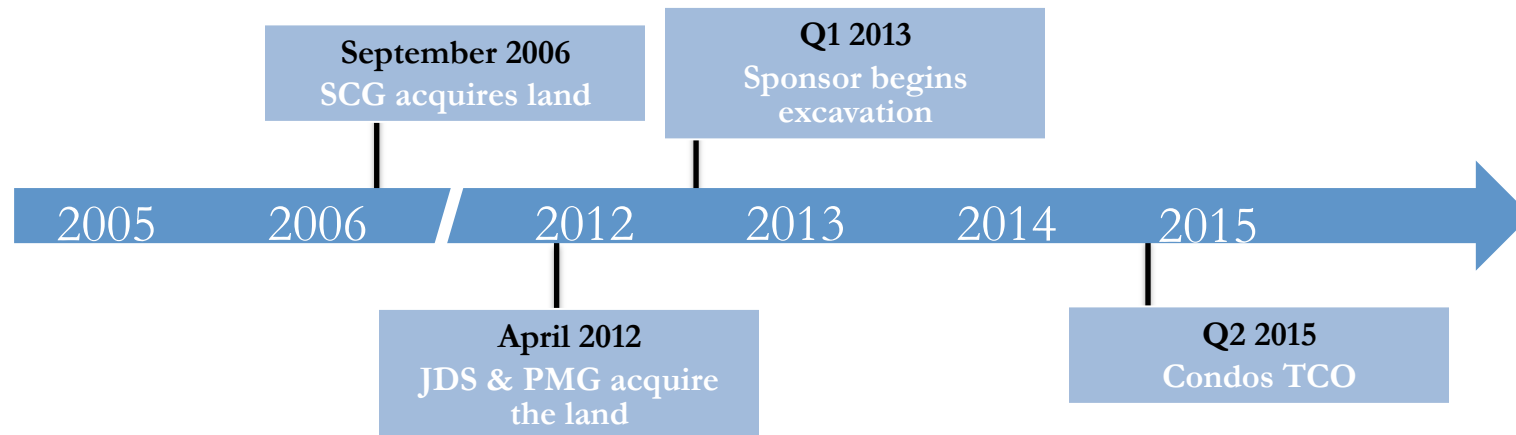 September 2006
SCG acquires land
Q1 2013
Sponsor begins
excavation
2005 2006 2012 2013 2014 2015
April 2012
JDS & PMG acquire
the land
Q2 2015
Condos TCO